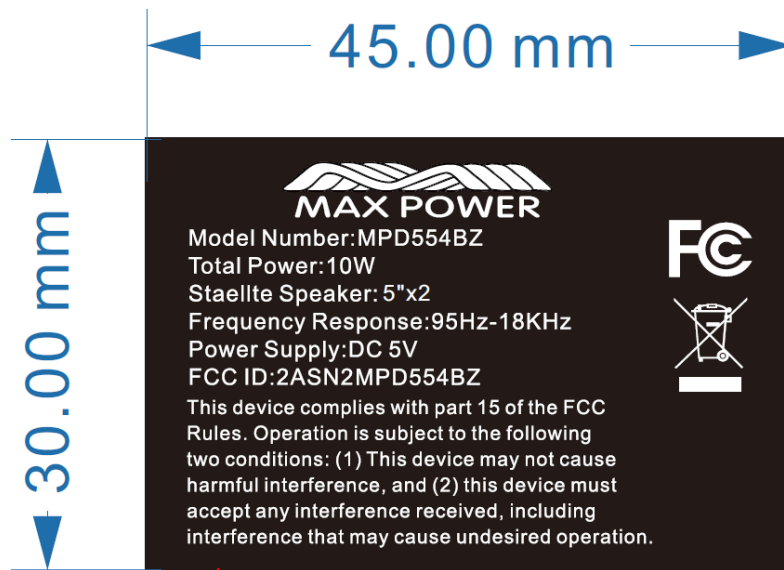 45.00 mm
30.00 mm
MAX POWER
Model Number:MPD554BZ
Total Power:10W
Staellte Speaker:5"x2
Frequency Response:95Hz-18KHz
Power Supply:DC 5V
FCC ID:2ASN2MPD554BZ
FC
This device complies with part 15 of the FCC
Rules. Operation is subject to the following
two conditions: (1) This device may not cause
harmful interference, and (2) this device must
accept any interference received, including
interference that may cause undesired operation.